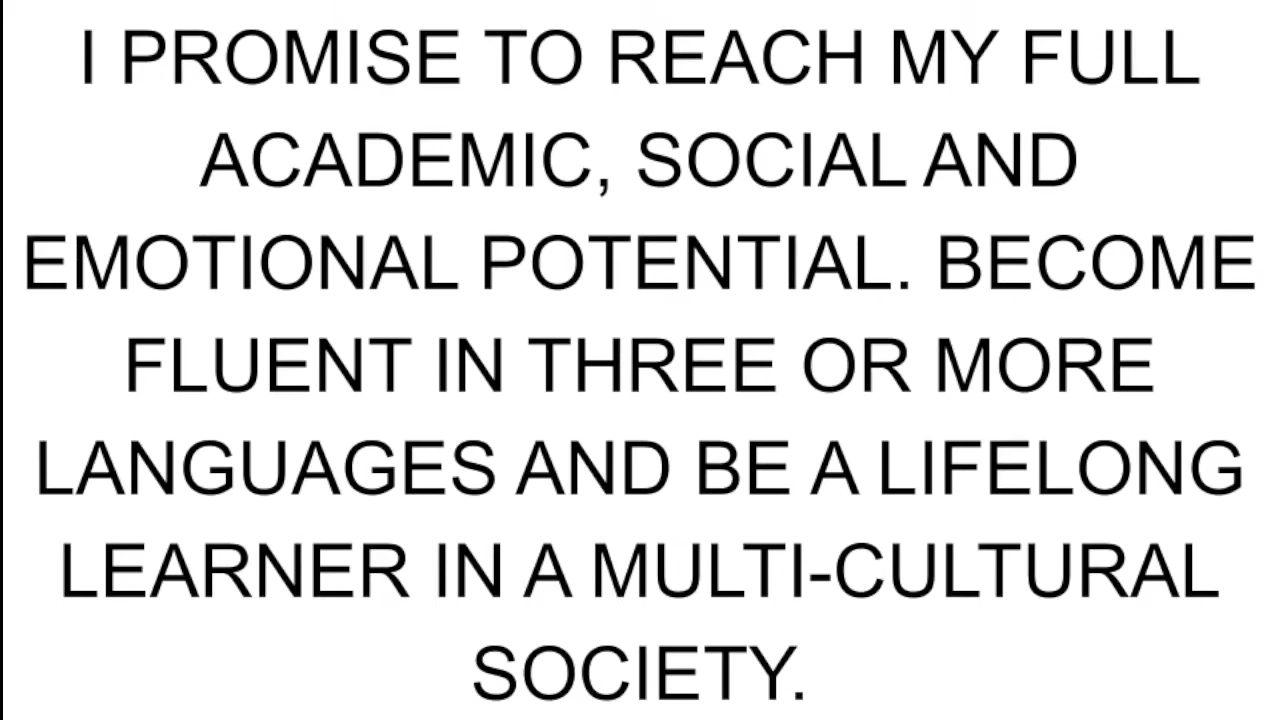 I PROMISE TO REACH MY FULL
ACADEMIC, SOCIAL AND
EMOTIONAL POTENTIAL. BECOME
FLUENT IN THREE OR MORE
LANGUAGES AND BE A LIFELONG
LEARNER IN A MULTI-CULTURAL
SOCIETY.